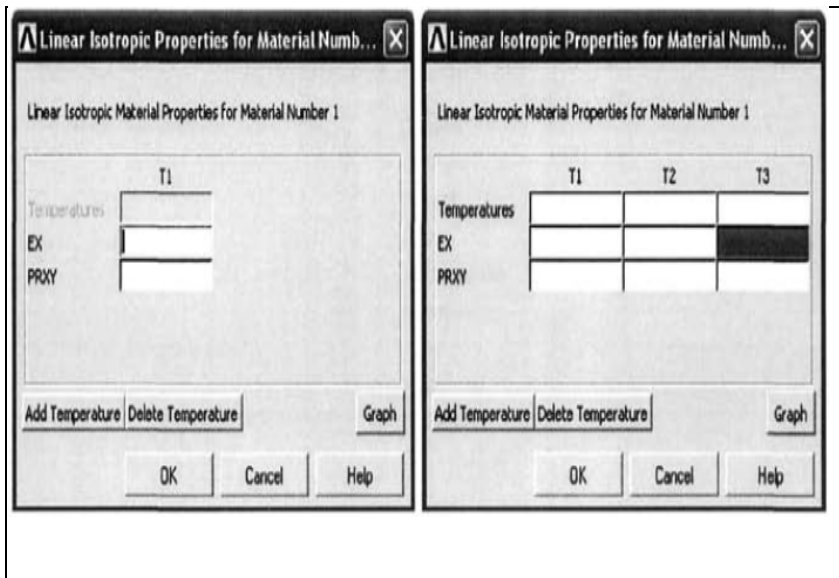 Linear Isotropic Properties for Material Numb... X
Linear Isotropic Material Properties for Material Number 1
T1
Temperatures
EX
PRXY
Add Temperature Delete Temperature Graph
OK Cancel Help
Linear Isotropic Properties for Material Numb... X
Linear Isotropic Material Properties for Material Number 1
T1 T2 T3
Temperatures
EX
PRXY
Add Temperature Delete Temperature Graph
OK Cancel Help